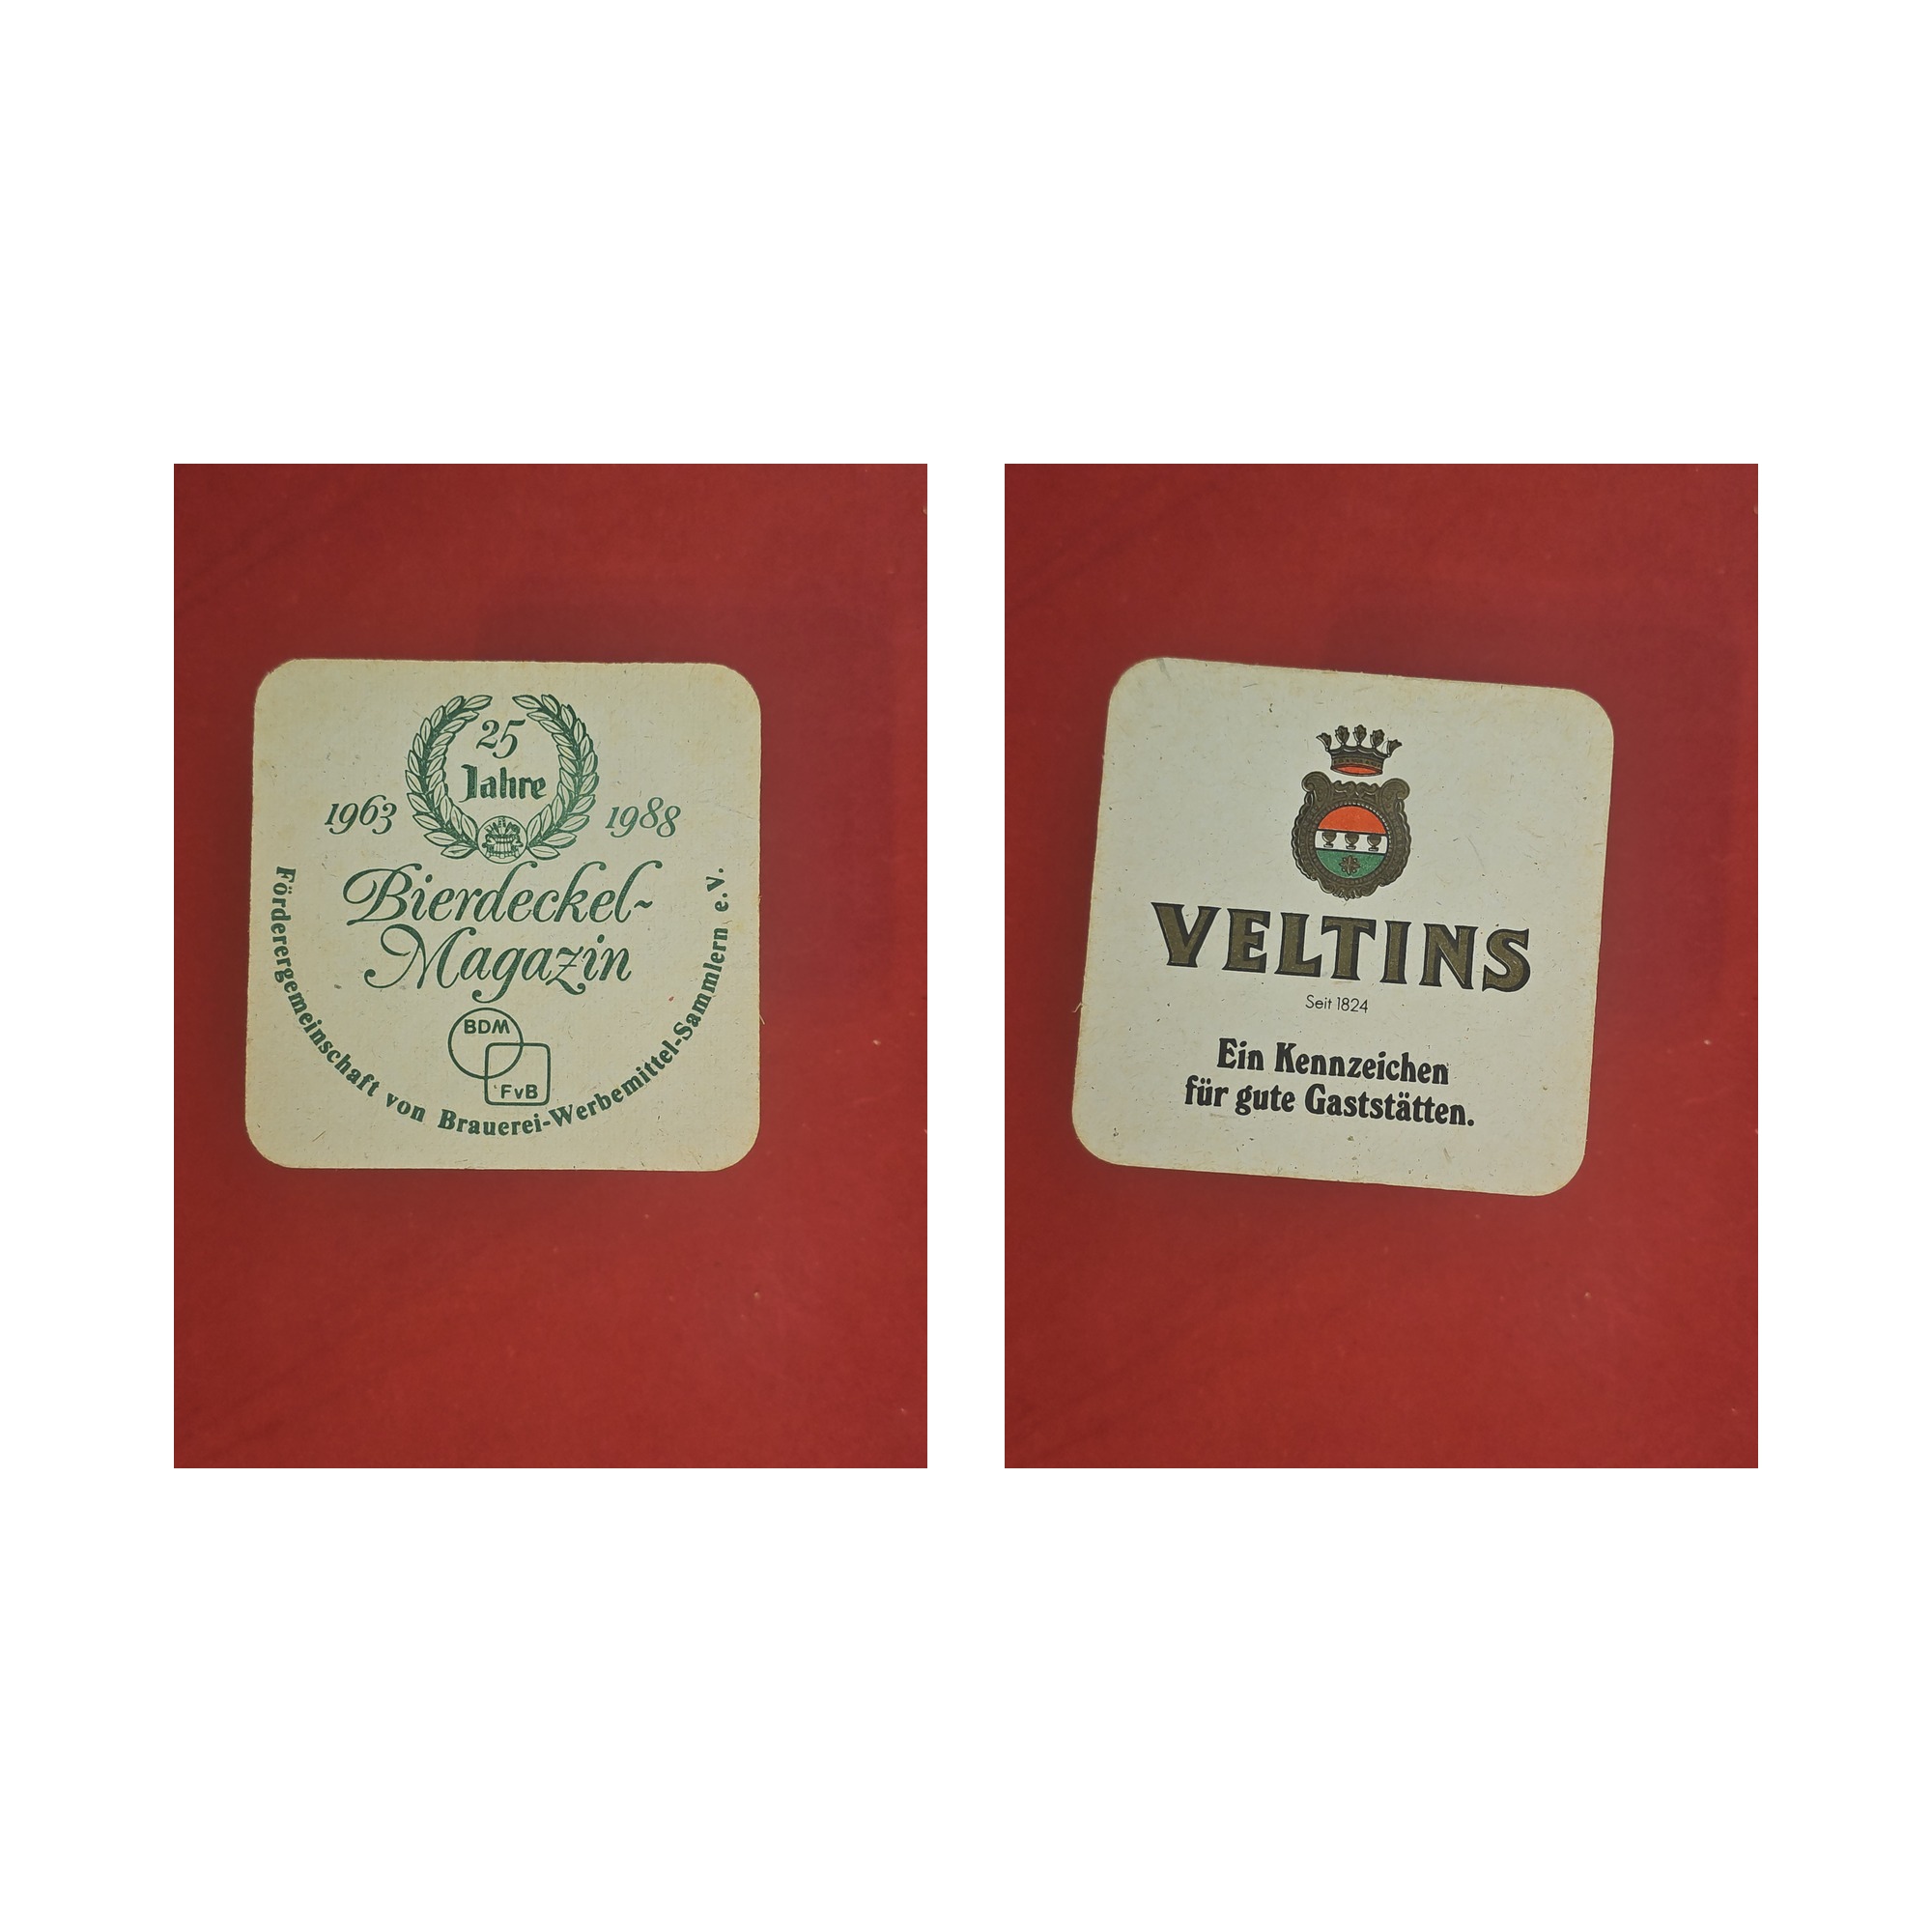 25
Jahre
1963 1988
Bierdeckel-
Magazin
BDM
FvB
Förderergemeinschaft von Brauerei-Werbemittel-Sammlern e.V.
VELTINS
Seit 1824
Ein Kennzeichen
für gute Gaststätten.